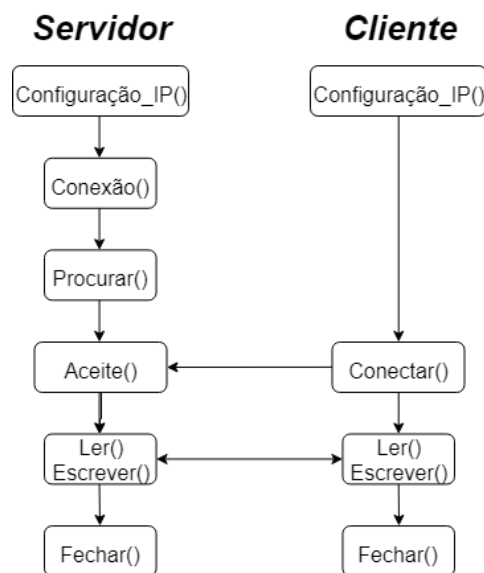 Servidor
Cliente
Configuração_IP()
Configuração_IP()
Conexão()
Procurar()
Aceite()
Conectar()
Ler()
Escrever()
Ler()
Escrever()
Fechar()
Fechar()